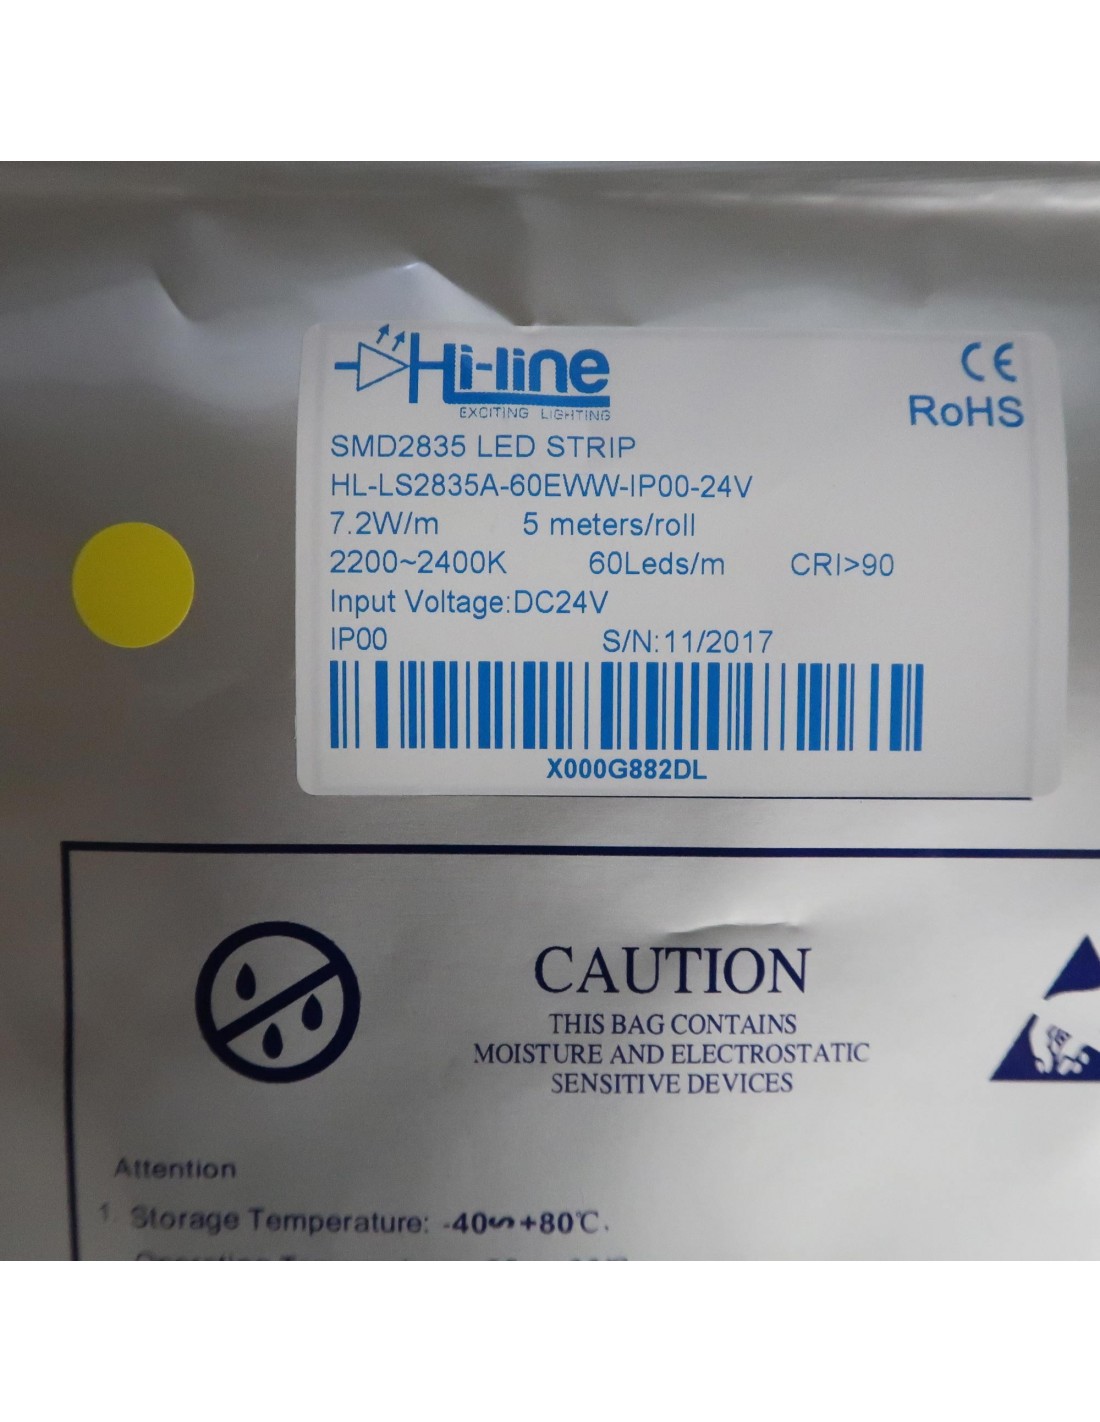 Hi-line
EXCITING LIGHTING
CE
RoHS
SMD2835 LED STRIP
HL-LS2835A-60EWW-IP00-24V
7.2W/m 5 meters/roll
2200~2400K 60Leds/m CRI>90
Input Voltage:DC24V
IP00 S/N:11/2017
X000G882DL
CAUTION
THIS BAG CONTAINS
MOISTURE AND ELECTROSTATIC
SENSITIVE DEVICES
Attention
1. Storage Temperature: -40∽+80℃.